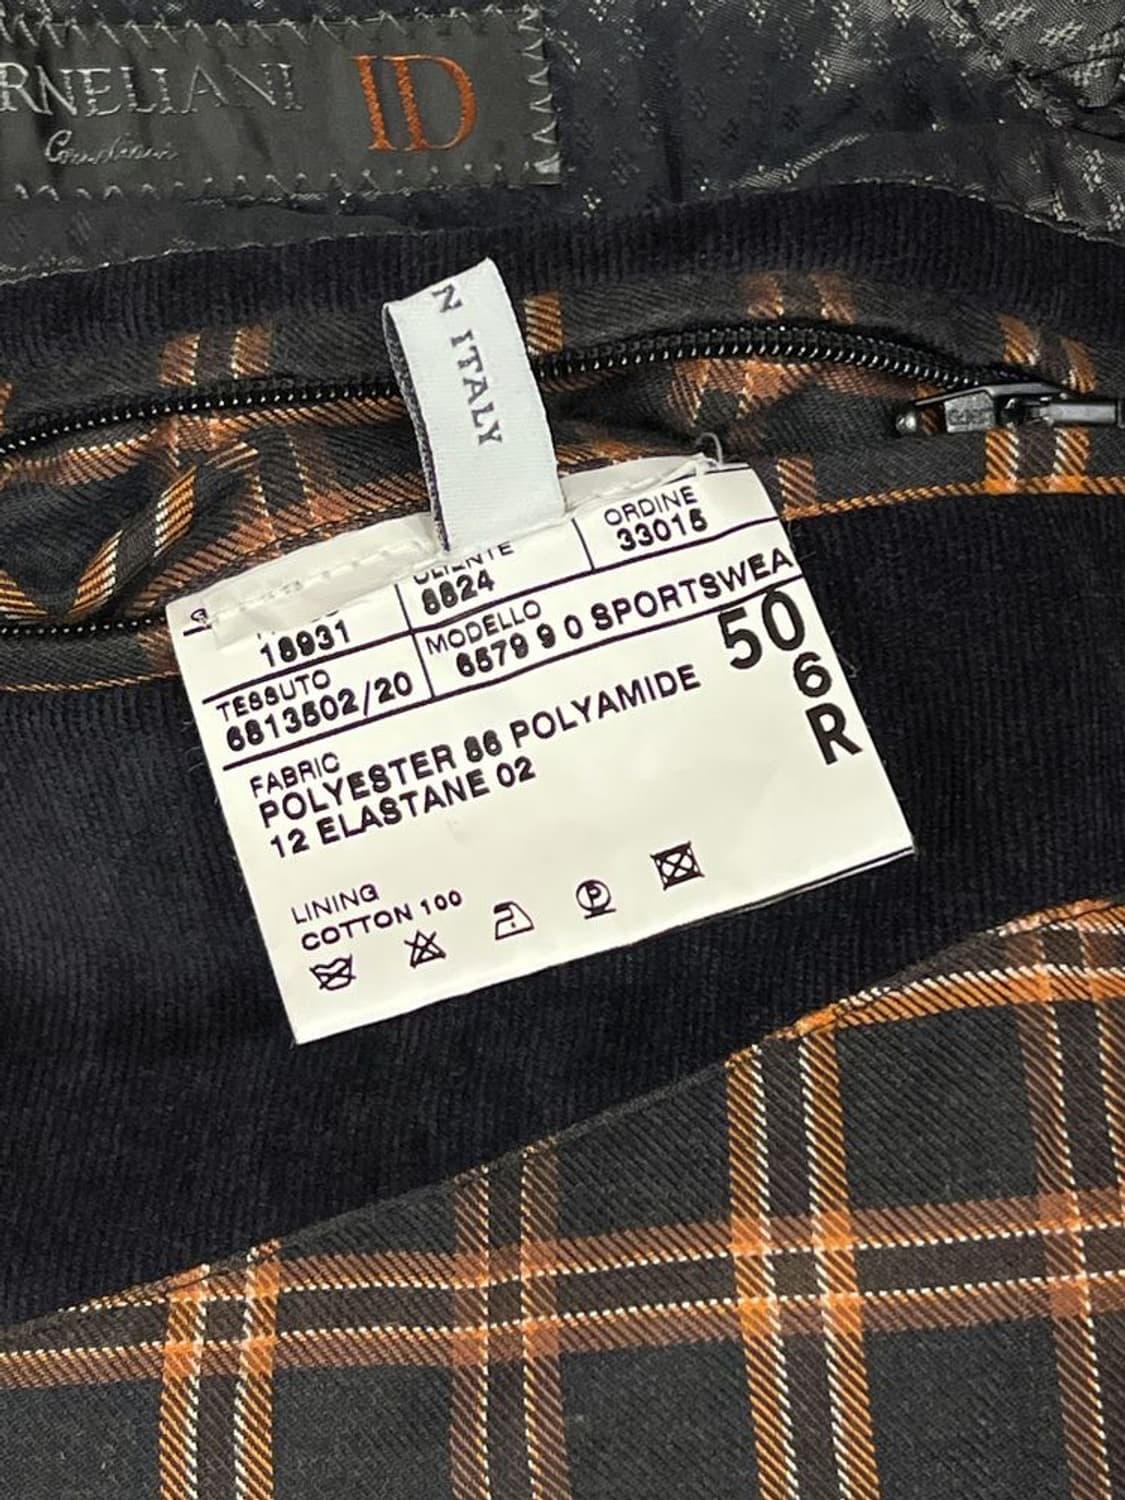 RNELIANI ID
N ITALY
CLIENTE
8824
ORDINE
33015
18931
MODELLO
6579 9 0 SPORTSWEA
TESSUTO
6813502/20
50
6
R
FABRIC
POLYESTER 86 POLYAMIDE
12 ELASTANE 02
LINING
COTTON 100
P